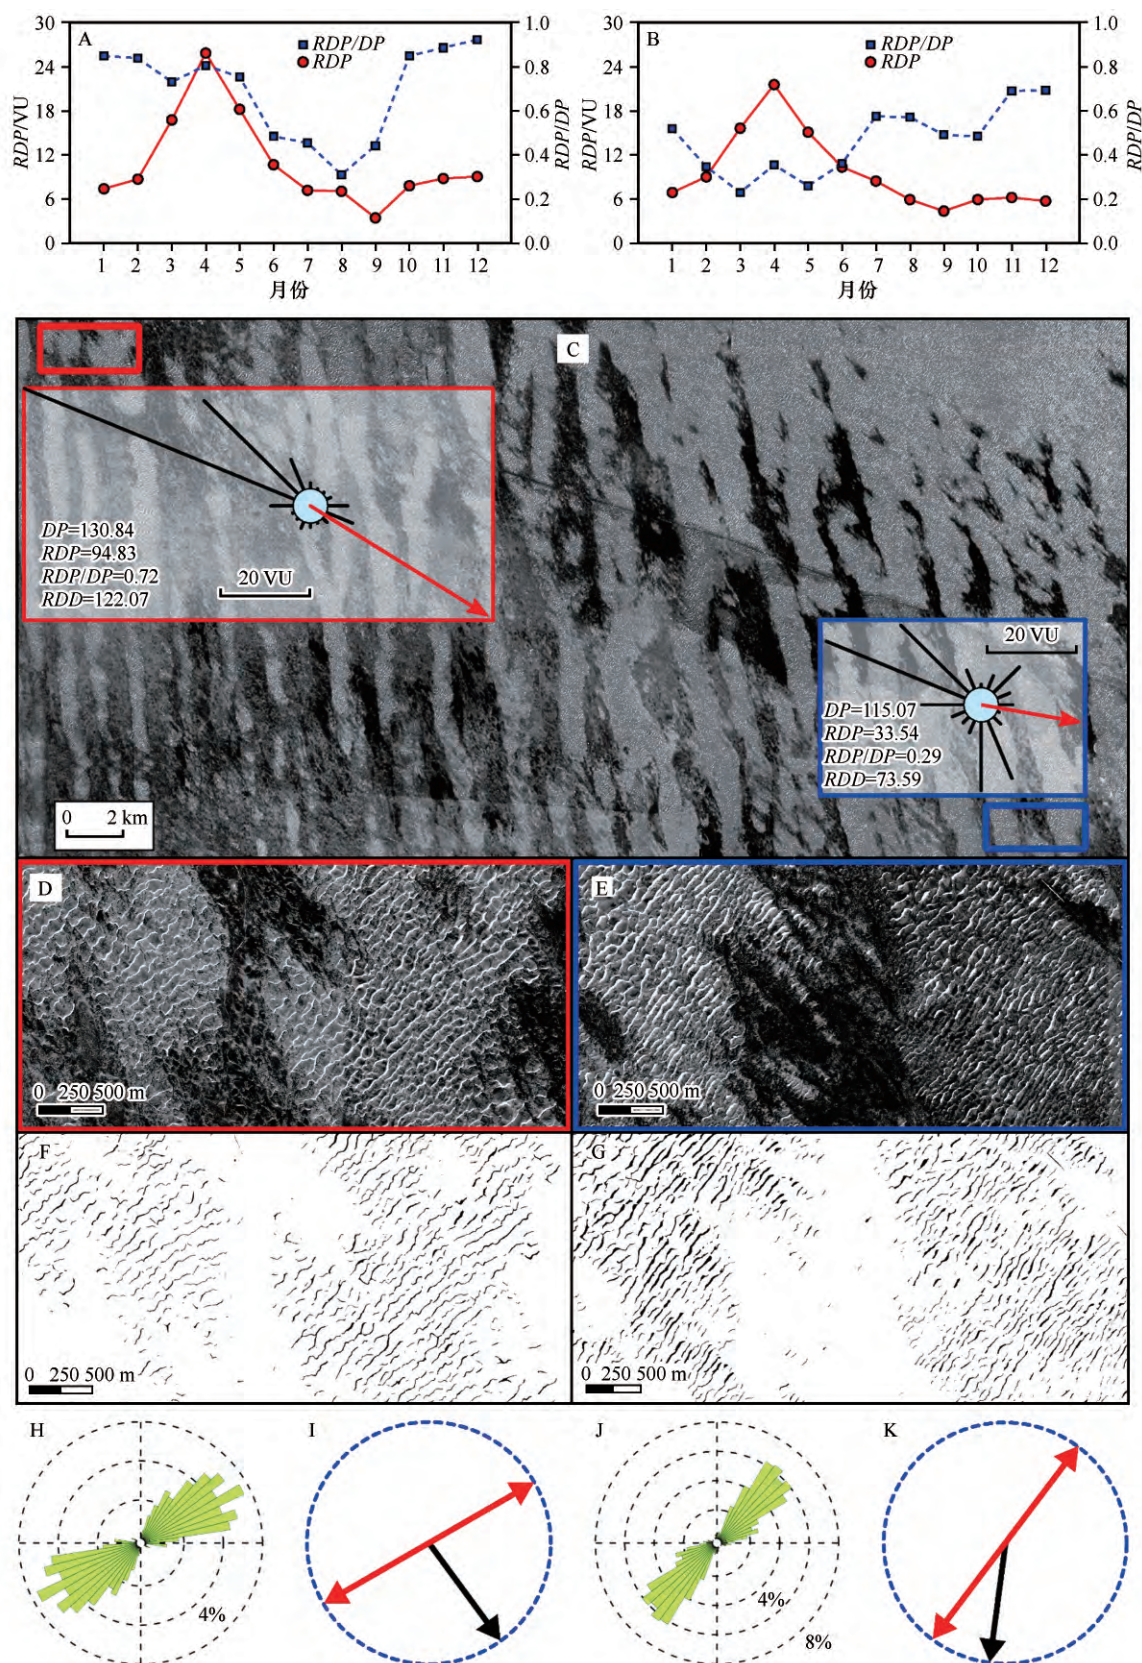 A
RDP/DP
RDP
RDP/VU
RDP/DP
30
24
18
12
6
0
1.0
0.8
0.6
0.4
0.2
0.0
1 2 3 4 5 6 7 8 9 10 11 12
月份
B
RDP/DP
RDP
RDP/VU
RDP/DP
30
24
18
12
6
0
1.0
0.8
0.6
0.4
0.2
0.0
1 2 3 4 5 6 7 8 9 10 11 12
月份
C
DP=130.84
RDP=94.83
RDP/DP=0.72
RDD=122.07
20 VU
20 VU
DP=115.07
RDP=33.54
RDP/DP=0.29
RDD=73.59
0 2 km
D
0 250 500 m
E
0 250 500 m
F
0 250 500 m
G
0 250 500 m
H
4%
I
J
4%
8%
K